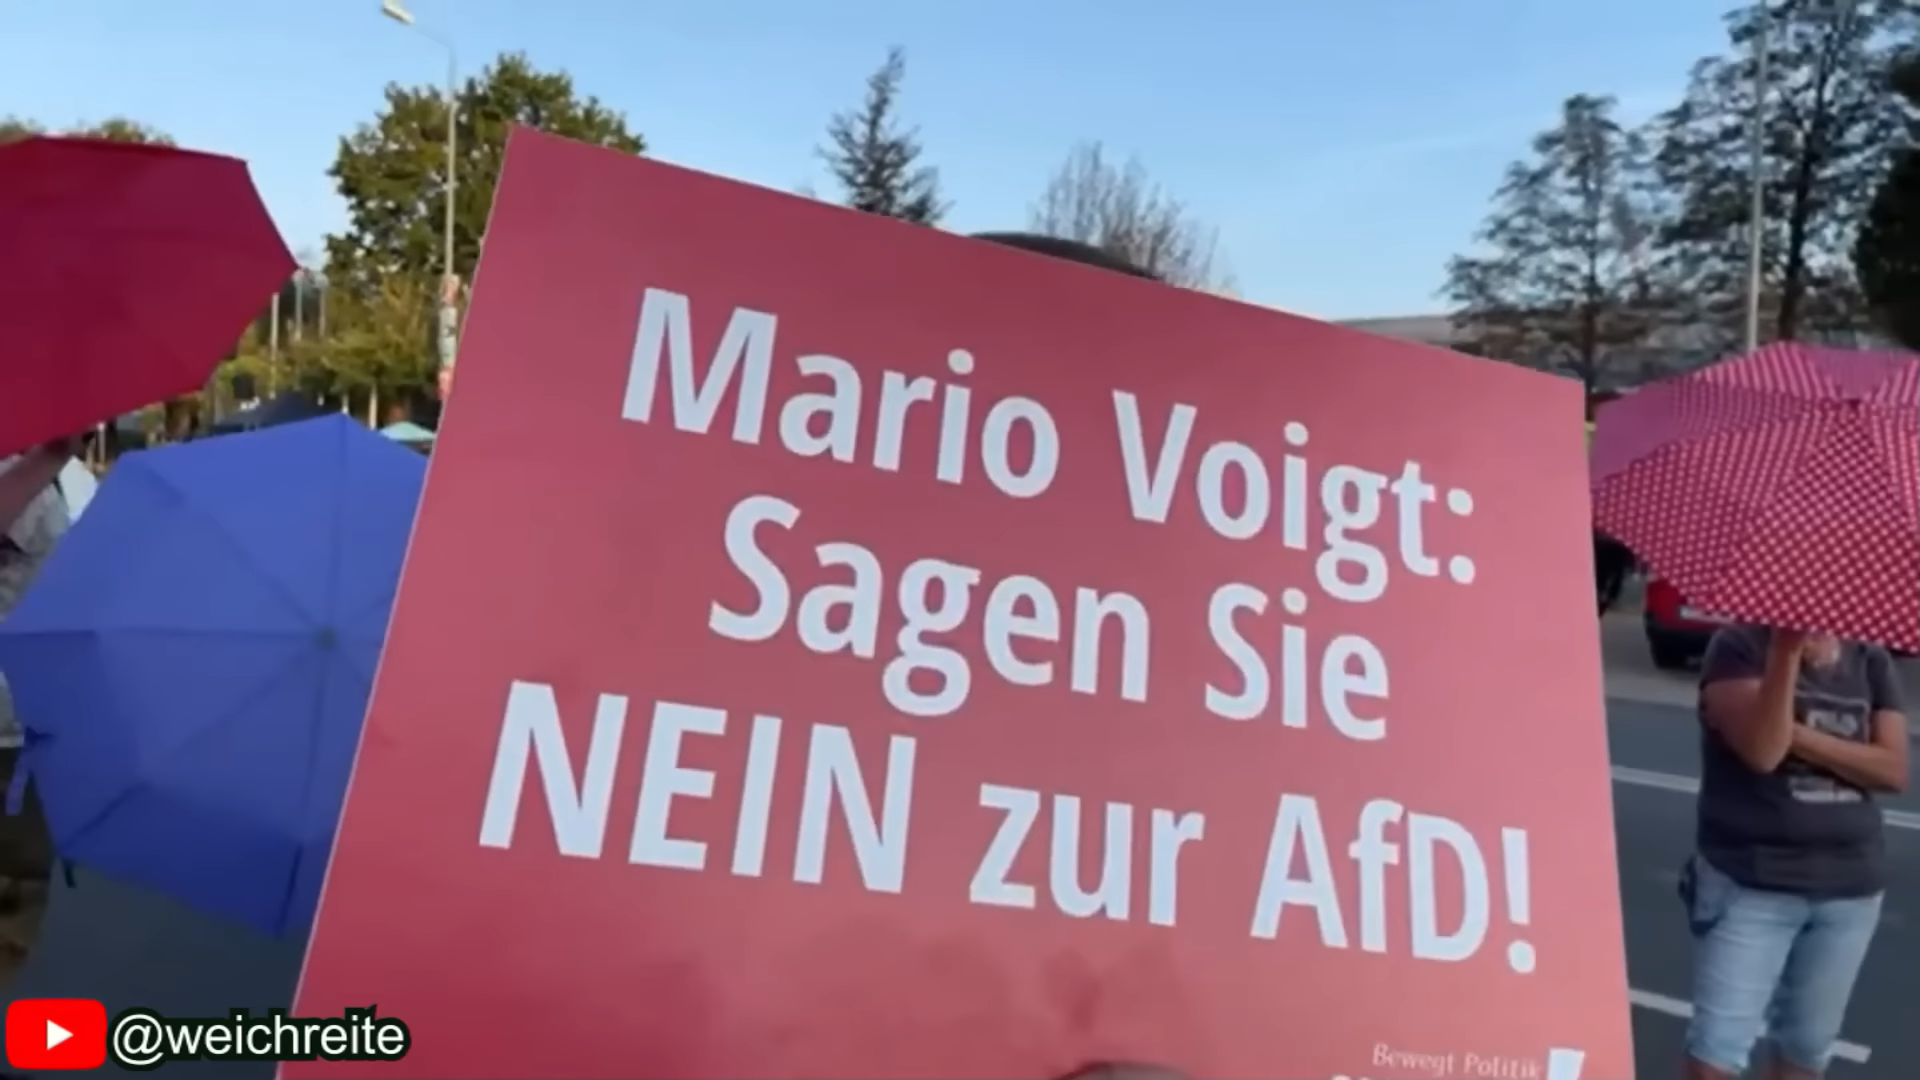 Mario Voigt:
Sagen Sie
NEIN zur AfD!
Bewegt Politik
@weichreite